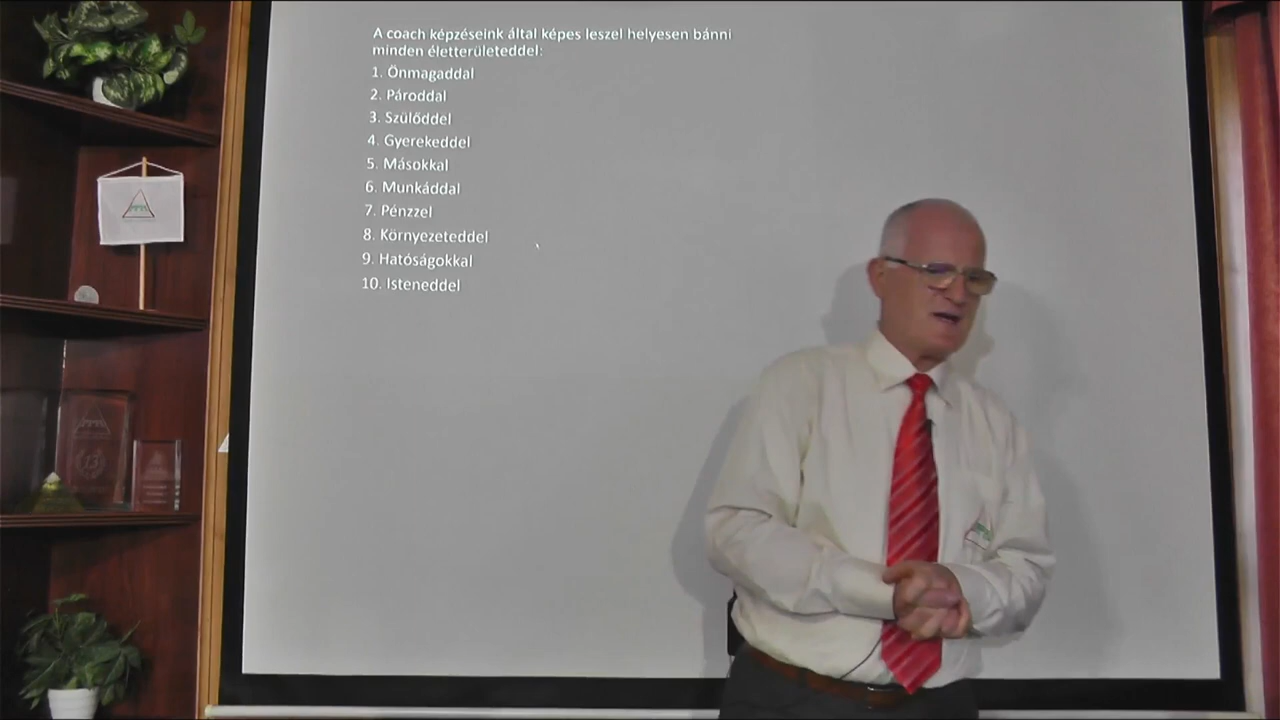 A coach képzéseink által képes leszel helyesen bánni
minden életterületeddel:
1. Önmagaddal
2. Pároddal
3. Szülőddel
4. Gyerekeddel
5. Másokkal
6. Munkáddal
7. Pénzzel
8. Környezeteddel
9. Hatóságokkal
10. Isteneddel
13